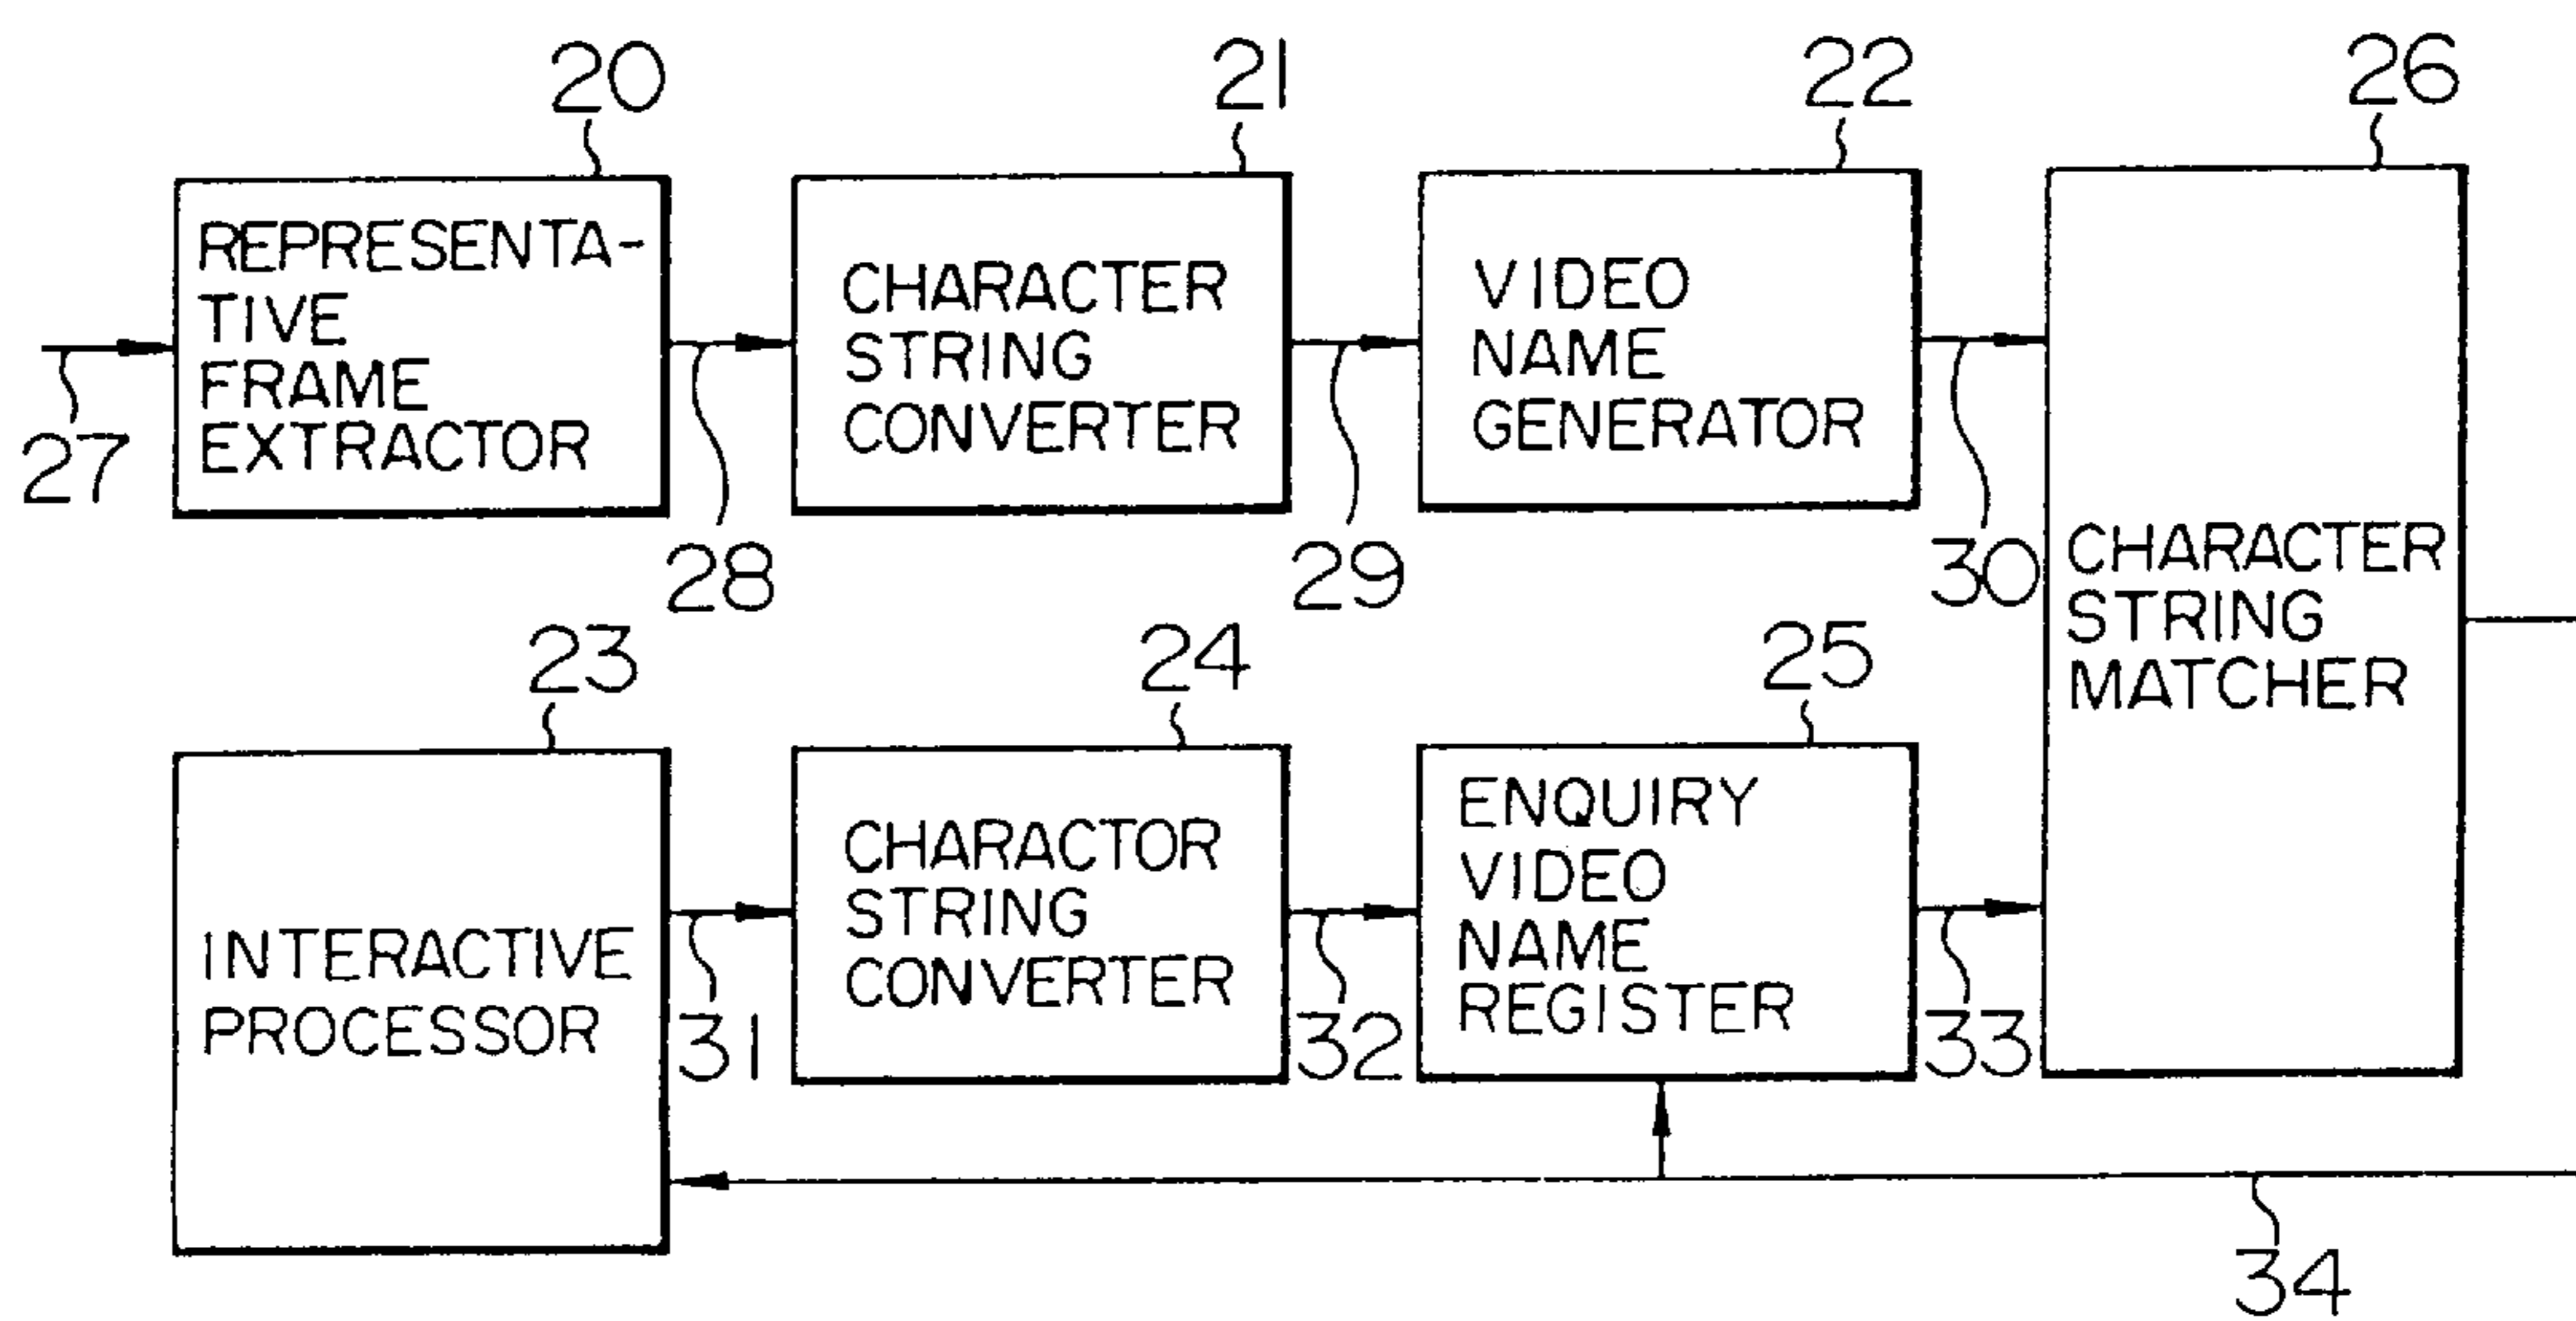 20
21
22
26
REPRESENTA-
TIVE
FRAME
EXTRACTOR
CHARACTER
STRING
CONVERTER
VIDEO
NAME
GENERATOR
CHARACTER
STRING
MATCHER
27
28
29
30
23
24
25
INTERACTIVE
PROCESSOR
CHARACTOR
STRING
CONVERTER
ENQUIRY
VIDEO
NAME
REGISTER
31
32
33
34